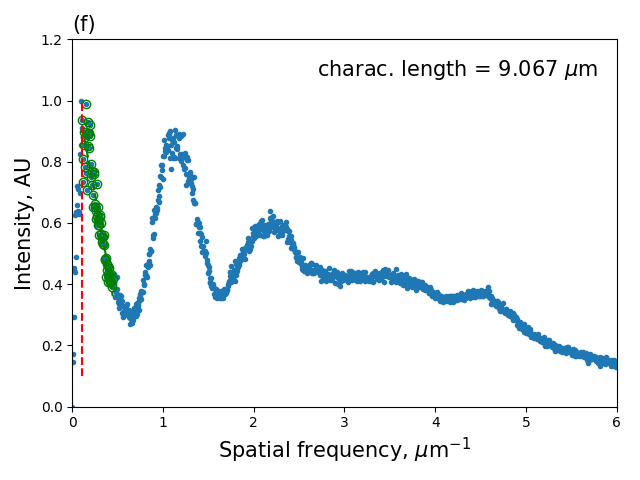 (f)
charac. length = 9.067 μm
Intensity, AU
1.2
1.0
0.8
0.6
0.4
0.2
0.0
0 1 2 3 4 5 6
Spatial frequency, μm⁻¹